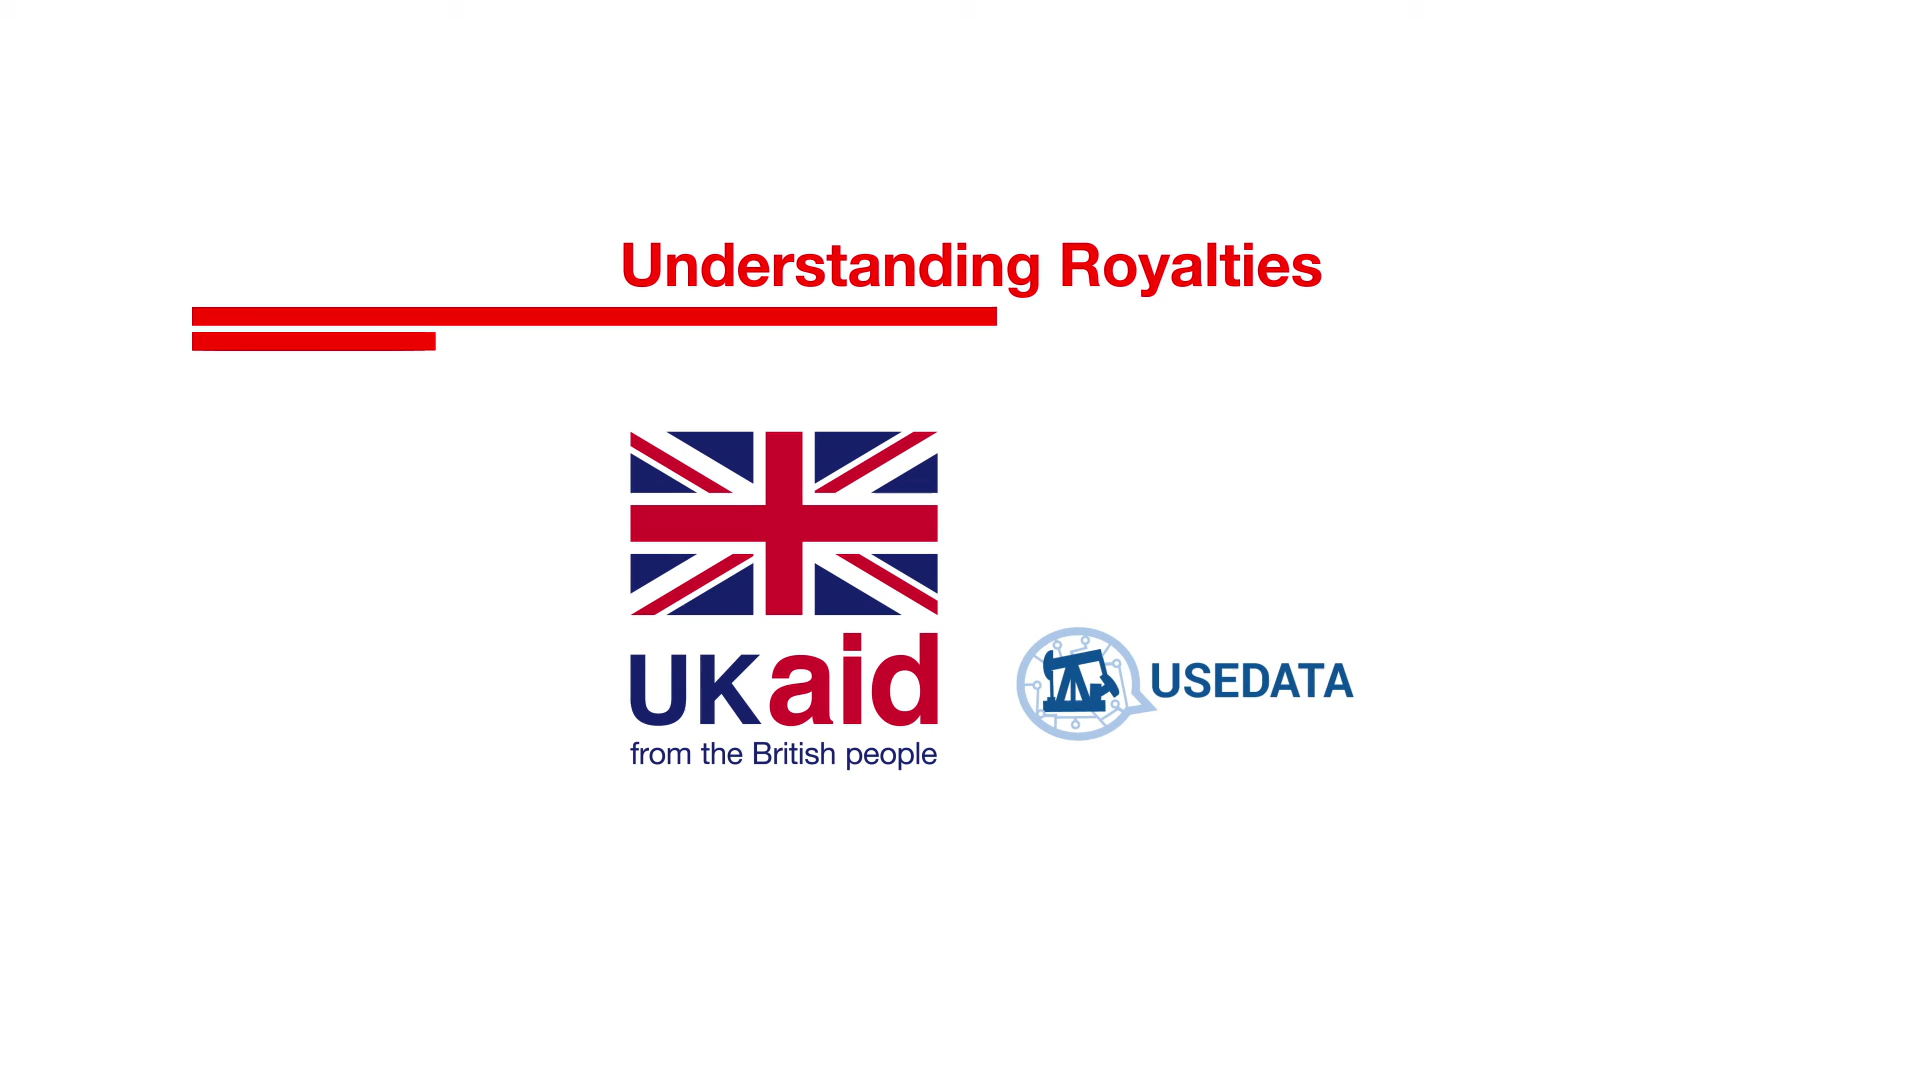 Understanding Royalties
UKaid
from the British people
USEDATA